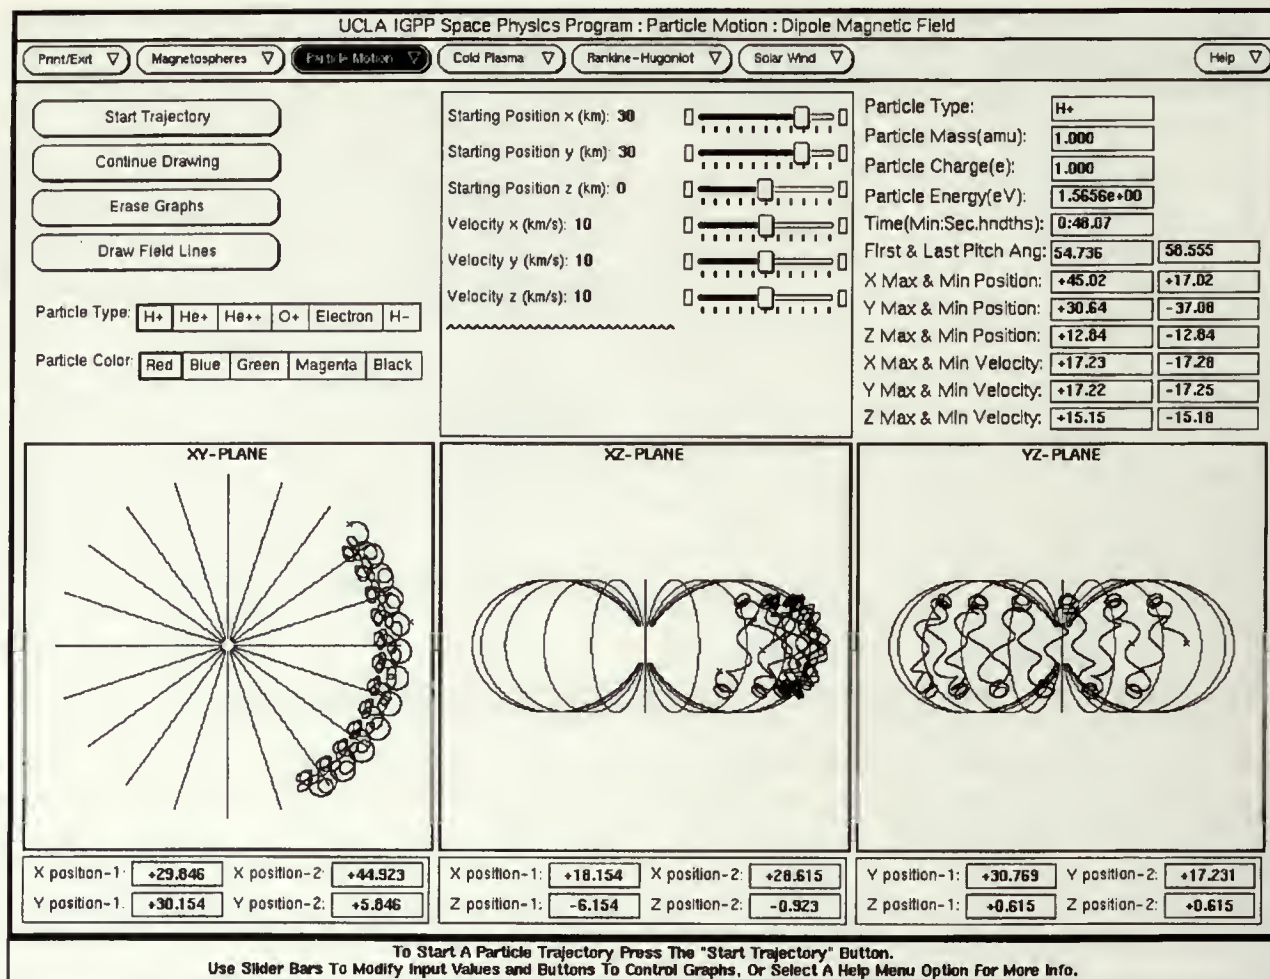 UCLA IGPP Space Physics Program : Particle Motion : Dipole Magnetic Field
Print/Exit ▽ Magnetospheres ▽ Particle Motion ▽ Cold Plasma ▽ Rankine-Hugoniot ▽ Solar Wind ▽ Help ▽
Start Trajectory
Continue Drawing
Erase Graphs
Draw Field Lines
Particle Type: H+ He+ He++ O+ Electron H-
Particle Color: Red Blue Green Magenta Black
Starting Position x (km): 30
Starting Position y (km): 30
Starting Position z (km): 0
Velocity x (km/s): 10
Velocity y (km/s): 10
Velocity z (km/s): 10
Particle Type: H+
Particle Mass(amu): 1.000
Particle Charge(e): 1.000
Particle Energy(eV): 1.5656e+00
Time(Min:Sec.hndths): 0:48.07
First & Last Pitch Ang: 54.736 58.555
X Max & Min Position: +45.02 +17.02
Y Max & Min Position: +30.64 -37.08
Z Max & Min Position: +12.84 -12.84
X Max & Min Velocity: +17.23 -17.28
Y Max & Min Velocity: +17.22 -17.25
Z Max & Min Velocity: +15.15 -15.18
XY-PLANE
XZ-PLANE
YZ-PLANE
X position-1: +29.846 X position-2: +44.923
Y position-1. +30.154 Y position-2: +5.846
X position-1: +18.154 X position-2: +28.615
Z position-1: -6.154 Z position-2: -0.923
Y position-1: +30.769 Y position-2: +17.231
Z position-1: +0.615 Z position-2: +0.615
To Start A Particle Trajectory Press The "Start Trajectory" Button.
Use Slider Bars To Modify Input Values and Buttons To Control Graphs, Or Select A Help Menu Option For More Info.